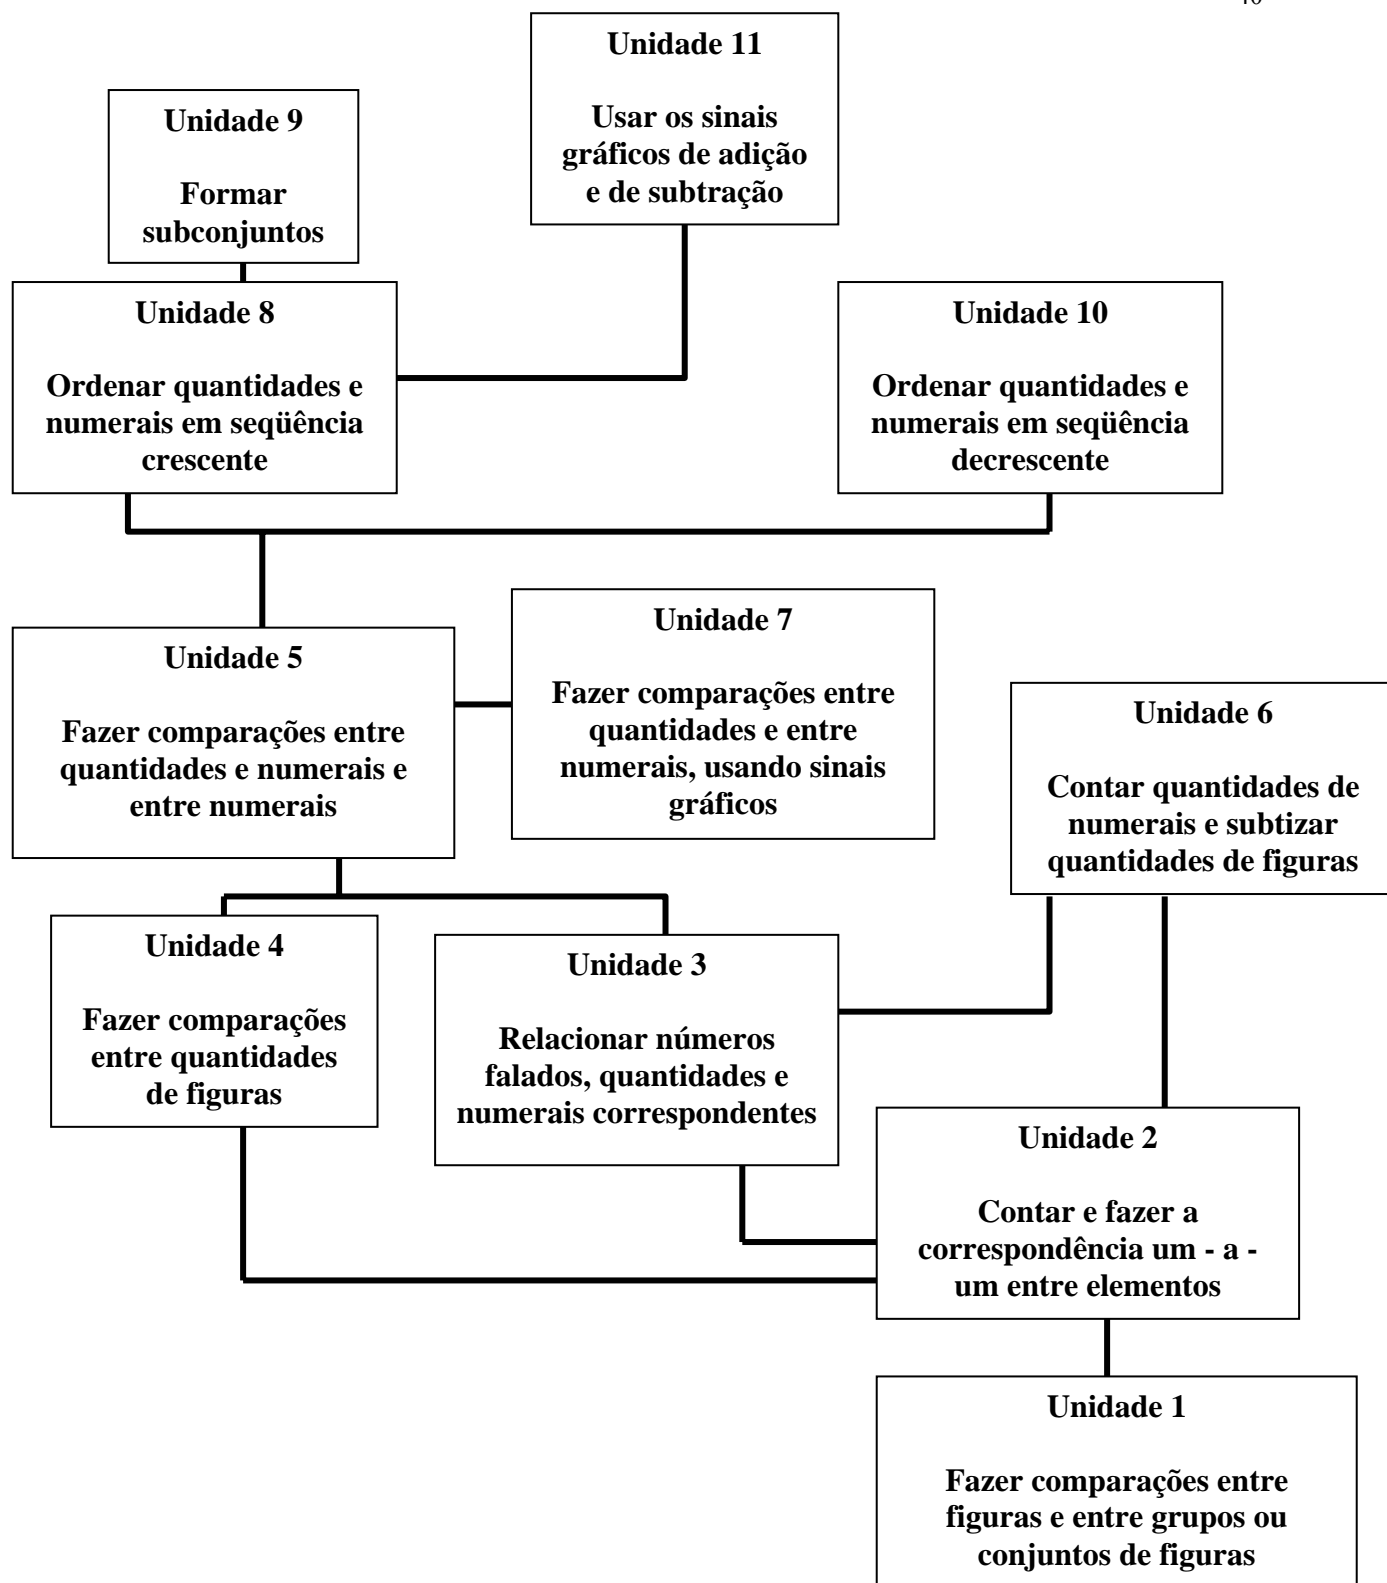 Unidade 11
Usar os sinais
gráficos de adição
e de subtração
Unidade 9
Formar
subconjuntos
Unidade 8
Ordenar quantidades e
numerais em seqüência
crescente
Unidade 10
Ordenar quantidades e
numerais em seqüência
decrescente
Unidade 5
Fazer comparações entre
quantidades e numerais e
entre numerais
Unidade 7
Fazer comparações entre
quantidades e entre
numerais, usando sinais
gráficos
Unidade 6
Contar quantidades de
numerais e subtizar
quantidades de figuras
Unidade 4
Fazer comparações
entre quantidades
de figuras
Unidade 3
Relacionar números
falados, quantidades e
numerais correspondentes
Unidade 2
Contar e fazer a
correspondência um - a -
um entre elementos
Unidade 1
Fazer comparações entre
figuras e entre grupos ou
conjuntos de figuras